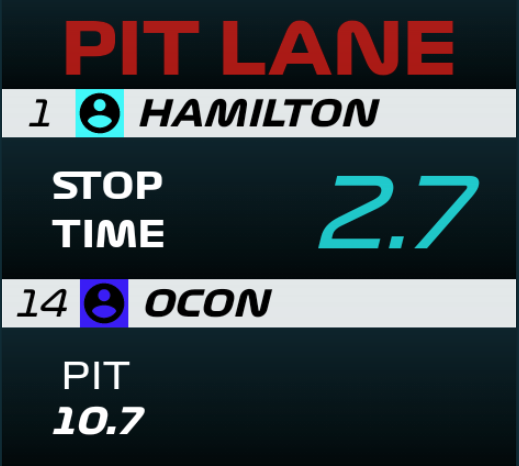 PIT LANE
1 HAMILTON
STOP
TIME
2.7
14 OCON
PIT
10.7